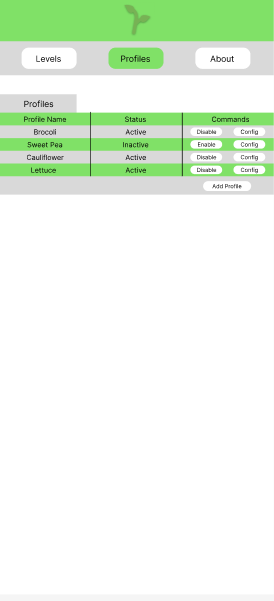 Levels Profiles About
Profiles
Profile Name Status Commands
Brocoli Active Disable Config
Sweet Pea Inactive Enable Config
Cauliflower Active Disable Config
Lettuce Active Disable Config
Add Profile